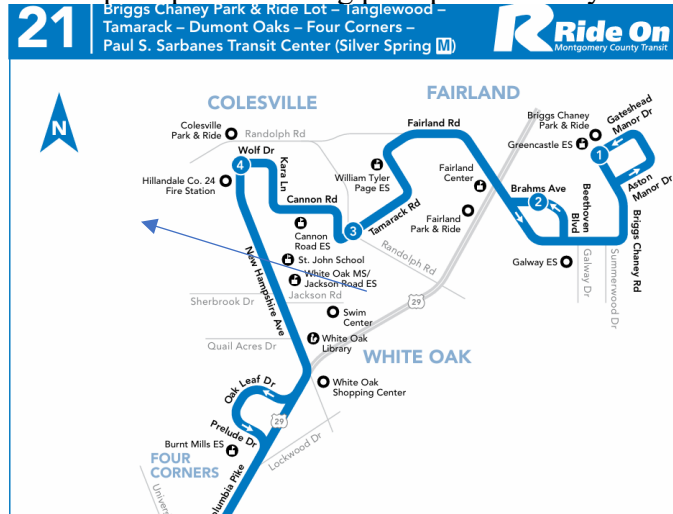 21
Briggs Chaney Park & Ride Lot – Tanglewood –
Tamarack – Dumont Oaks – Four Corners –
Paul S. Sarbanes Transit Center (Silver Spring M)
Ride On
Montgomery County Transit
N
COLESVILLE
FAIRLAND
Colesville
Park & Ride
Randolph Rd
Fairland Rd
Briggs Chaney
Park & Ride
Gateshead
Manor Dr
Greencastle ES
1
Wolf Dr
4
Kara Ln
Hillandale Co. 24
Fire Station
William Tyler
Page ES
Fairland
Center
Aston
Manor Dr
Brahms Ave
2
Beethoven
Blvd
Cannon Rd
Tamarack Rd
Fairland
Park & Ride
Briggs Chaney Rd
3
Cannon
Road ES
Randolph Rd
Galway ES
Galway Dr
Summerwood Dr
St. John School
White Oak MS/
Jackson Road ES
Jackson Rd
New Hampshire Ave
Sherbrooke Dr
29
Swim
Center
Quail Acres Dr
White Oak
Library
WHITE OAK
White Oak
Shopping Center
Oak Leaf Dr
29
Prelude Dr
Burnt Mills ES
Lockwood Dr
FOUR
CORNERS